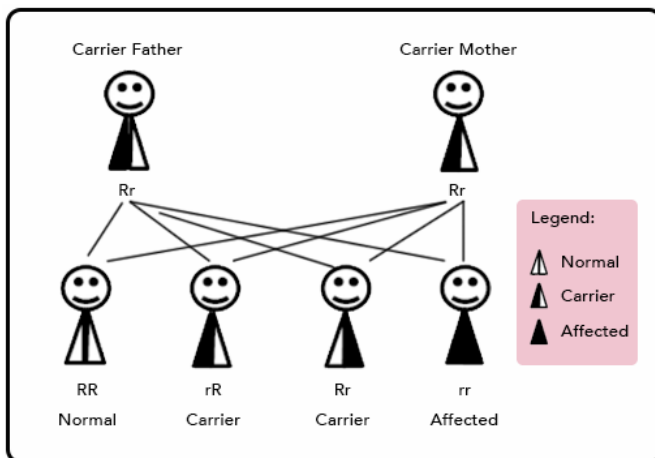 Carrier Father
Carrier Mother
Rr
Rr
Legend:
Normal
Carrier
Affected
RR
rR
Rr
rr
Normal
Carrier
Carrier
Affected